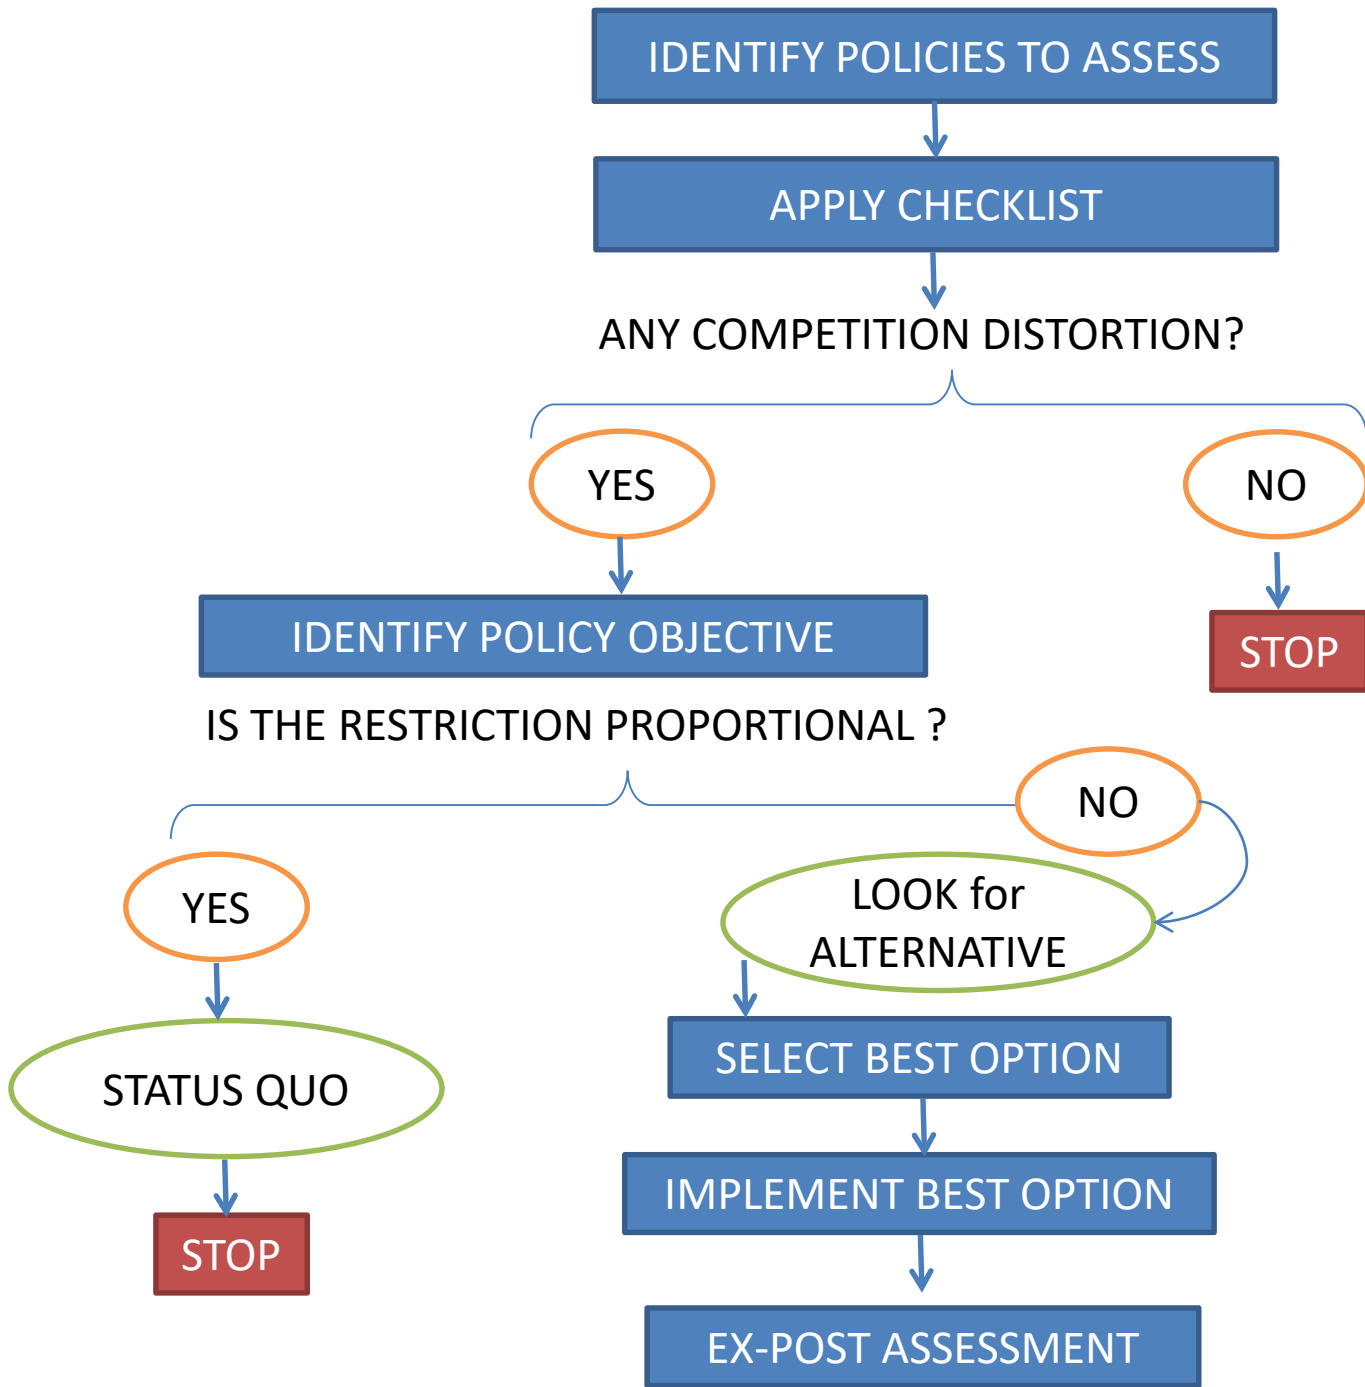 IDENTIFY POLICIES TO ASSESS
APPLY CHECKLIST
ANY COMPETITION DISTORTION?
YES
NO
IDENTIFY POLICY OBJECTIVE
STOP
IS THE RESTRICTION PROPORTIONAL ?
NO
YES
LOOK for
ALTERNATIVE
SELECT BEST OPTION
STATUS QUO
IMPLEMENT BEST OPTION
STOP
EX-POST ASSESSMENT